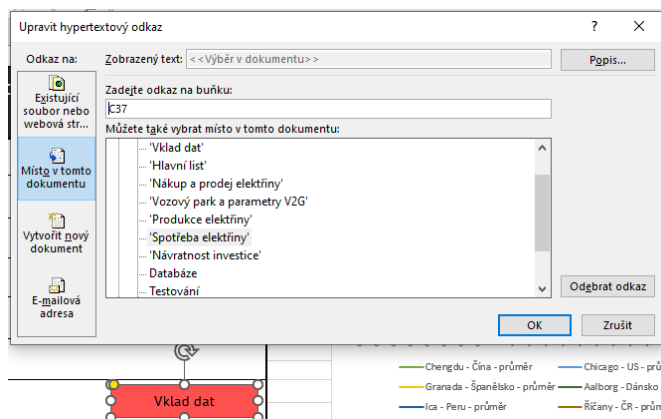 Upravit hypertextový odkaz ? ×
Odkaz na:
Zobrazený text: <<Výběr v dokumentu>>
Popis...
Existující
soubor nebo
webová str...
Místo v tomto
dokumentu
Vytvořit nový
dokument
E-mailová
adresa
Zadejte odkaz na buňku:
C37
Můžete také vybrat místo v tomto dokumentu:
'Vklad dat'
'Hlavní list'
'Nákup a prodej elektřiny'
'Vozový park a parametry V2G'
'Produkce elektřiny'
'Spotřeba elektřiny'
'Návratnost investice'
Databáze
Testování
Odebrat odkaz
OK Zrušit
Vklad dat
Chengdu - Čína - průměr
Chicago - US - prů
Granada - Španělsko - průměr
Aalborg - Dánsko
Ica - Peru - průměr
Říčany - ČR - prům